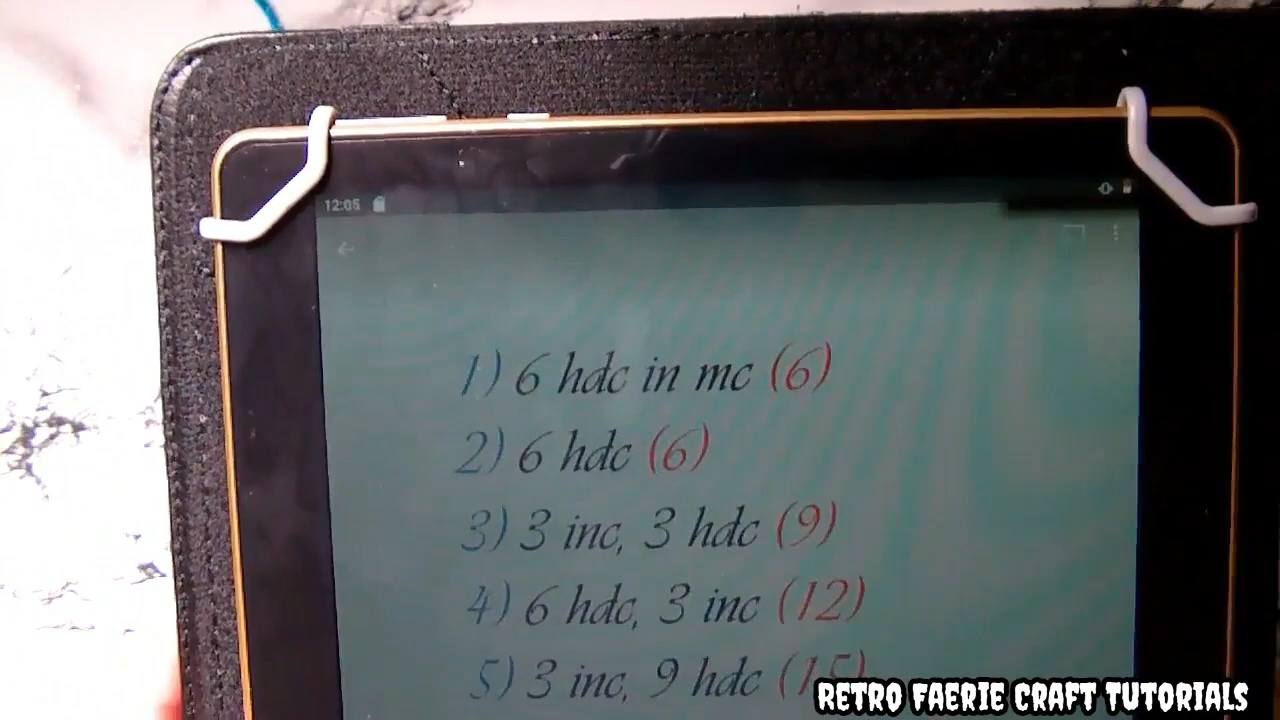 12:05
1) 6 hdc in mc (6)
2) 6 hdc (6)
3) 3 inc, 3 hdc (9)
4) 6 hdc, 3 inc (12)
5) 3 inc, 9 hdc (15)
RETRO FAERIE CRAFT TUTORIALS